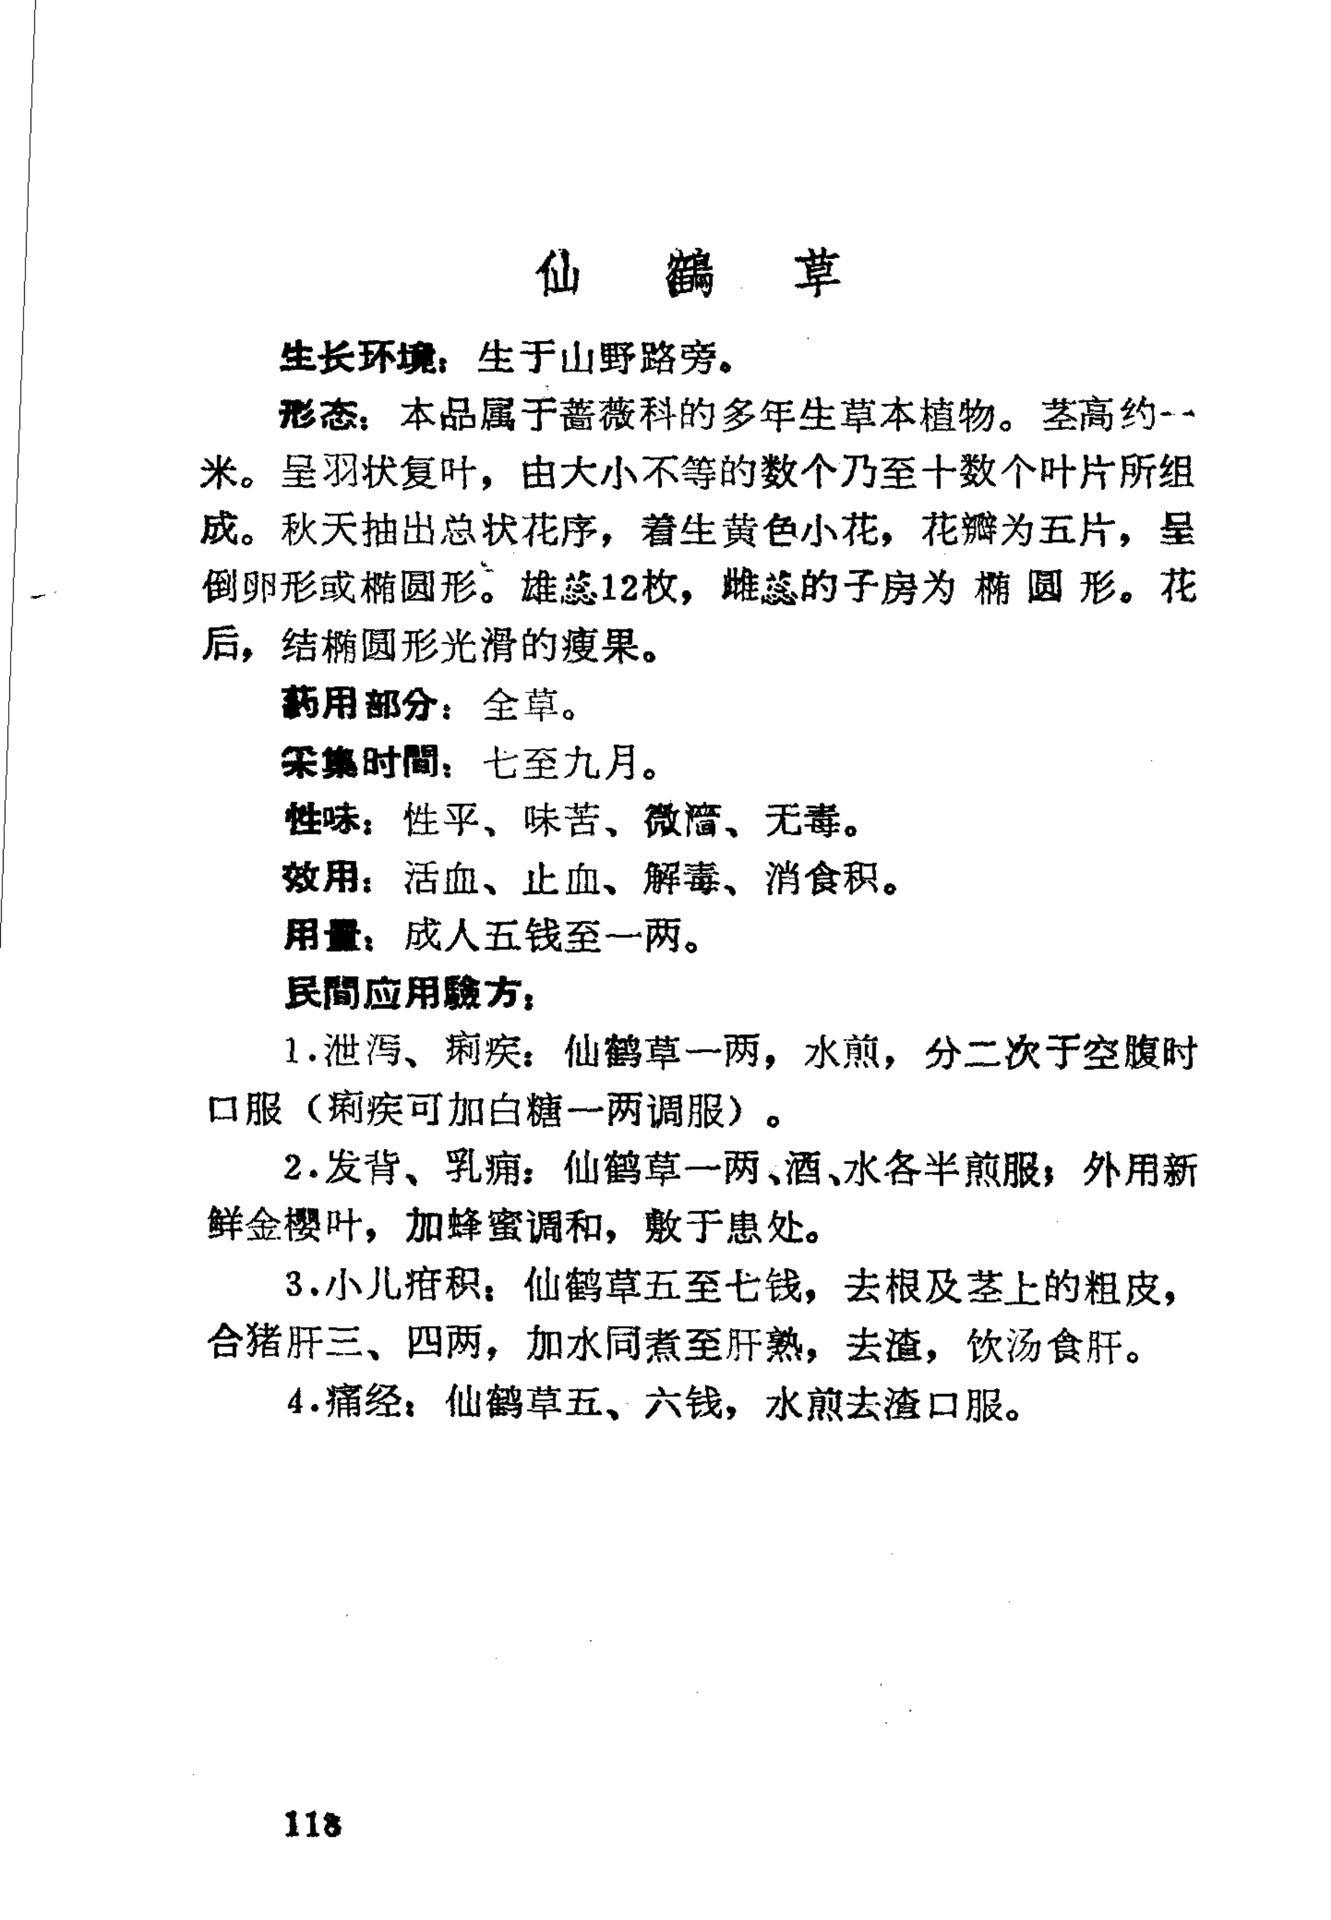 仙鶴草
生长环境：生于山野路旁。
形态：本品属于蔷薇科的多年生草本植物。茎高约一
米。呈羽状复叶，由大小不等的数个乃至十数个叶片所组
成。秋天抽出总状花序，着生黄色小花，花瓣为五片，呈
倒卵形或椭圆形。雄蕊12枚，雌蕊的子房为椭圆形。花
后，结椭圆形光滑的瘦果。
药用部分：全草。
采集时間：七至九月。
性味：性平、味苦、微濇、无毒。
效用：活血、止血、解毒、消食积。
用量：成人五钱至一两。
民間应用驗方：
1.泄泻、痢疾：仙鹤草一两，水煎，分二次于空腹时
口服（痢疾可加白糖一两调服）。
2.发背、乳痈：仙鹤草一两、酒、水各半煎服；外用新
鲜金樱叶，加蜂蜜调和，敷于患处。
3.小儿疳积：仙鹤草五至七钱，去根及茎上的粗皮，
合猪肝三、四两，加水同煮至肝熟，去渣，饮汤食肝。
4.痛经：仙鹤草五、六钱，水煎去渣口服。
118